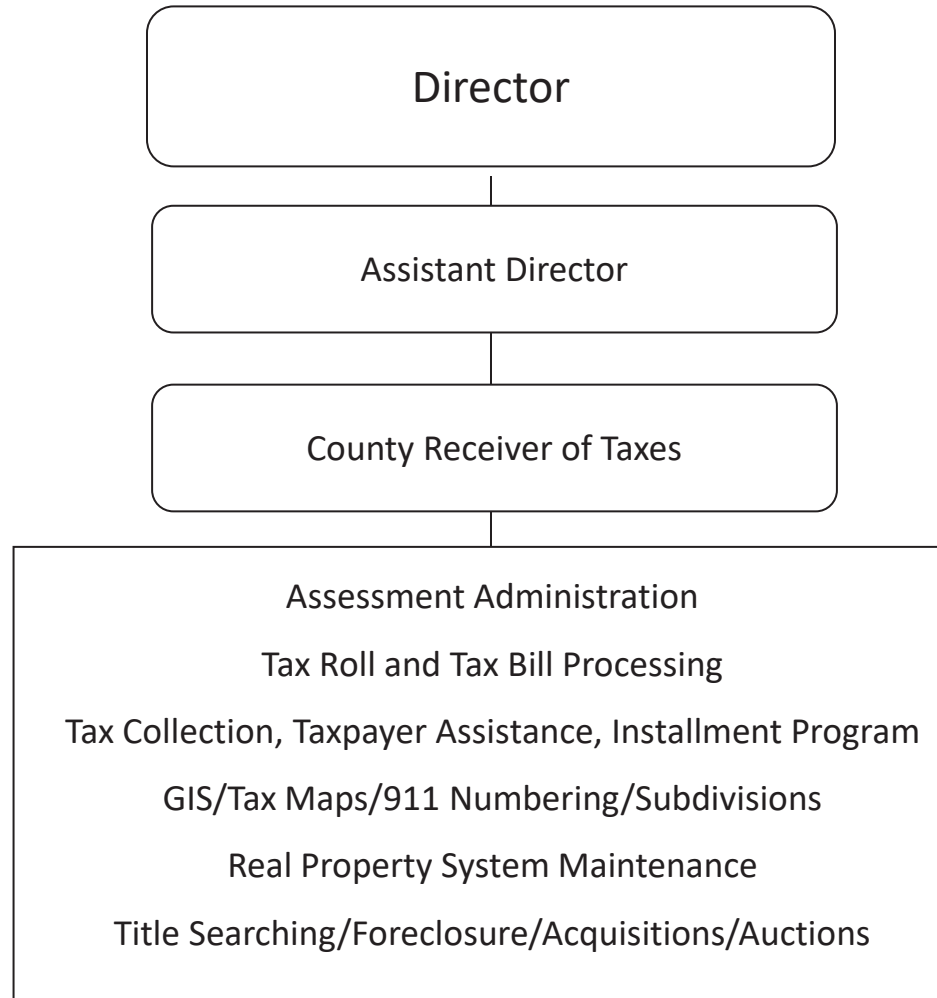 Director
Assistant Director
County Receiver of Taxes
Assessment Administration
Tax Roll and Tax Bill Processing
Tax Collection, Taxpayer Assistance, Installment Program
GIS/Tax Maps/911 Numbering/Subdivisions
Real Property System Maintenance
Title Searching/Foreclosure/Acquisitions/Auctions